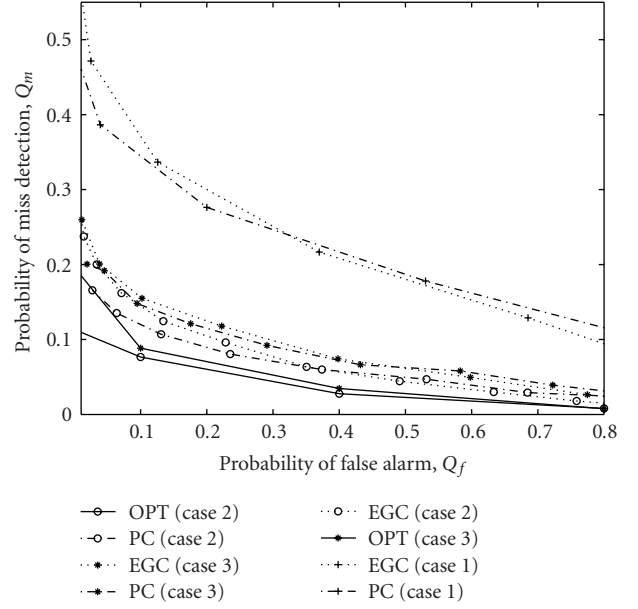 0.5
0.4
0.3
0.2
0.1
0
Probability of miss detection, Qm
0.1 0.2 0.3 0.4 0.5 0.6 0.7 0.8
Probability of false alarm, Qf
OPT (case 2)
PC (case 2)
EGC (case 3)
PC (case 3)
EGC (case 2)
OPT (case 3)
EGC (case 1)
PC (case 1)